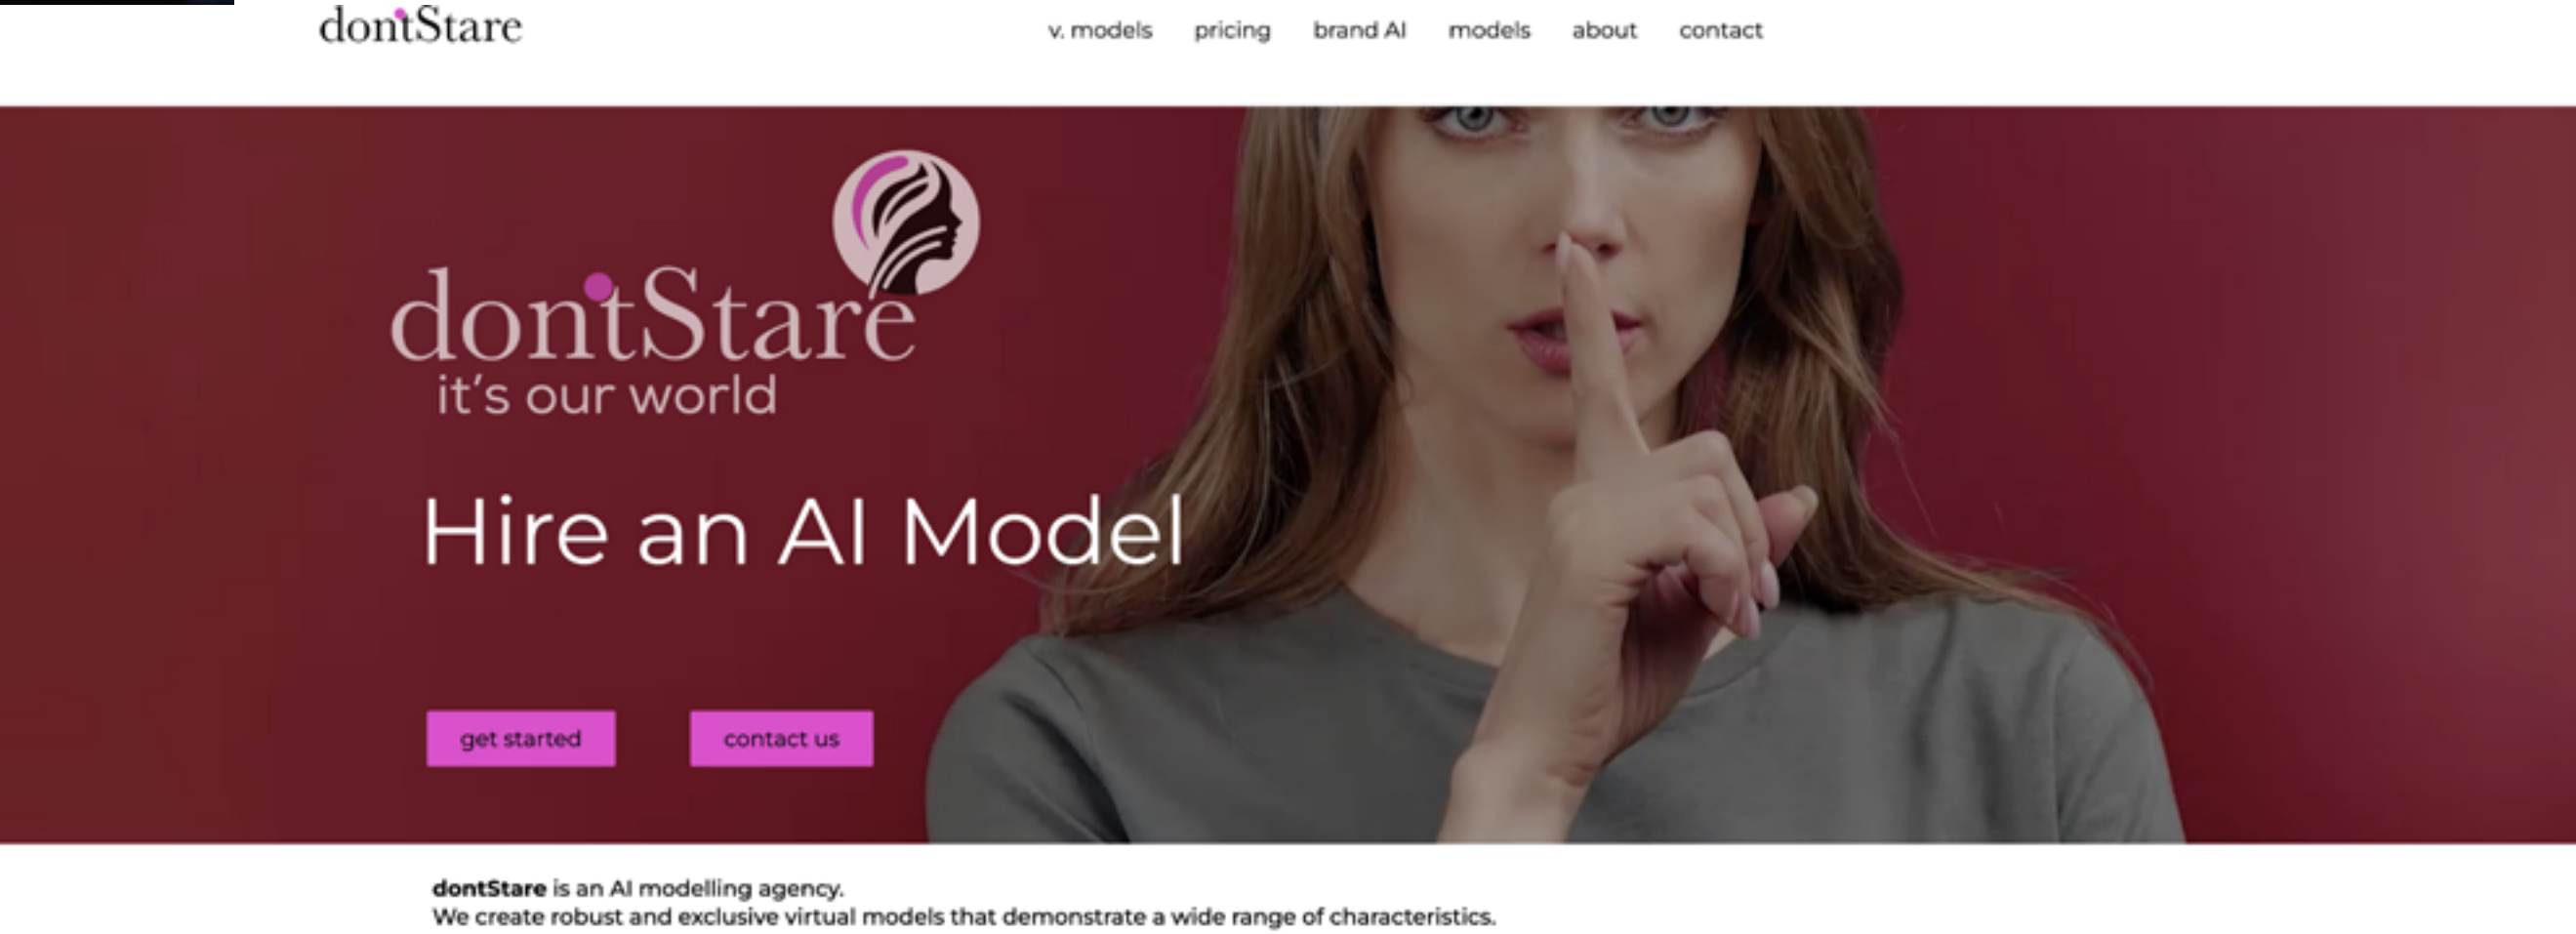 dontStare
v. models pricing brand AI models about contact
dontStare
it's our world
Hire an AI Model
get started contact us
dontStare is an AI modelling agency.
We create robust and exclusive virtual models that demonstrate a wide range of characteristics.